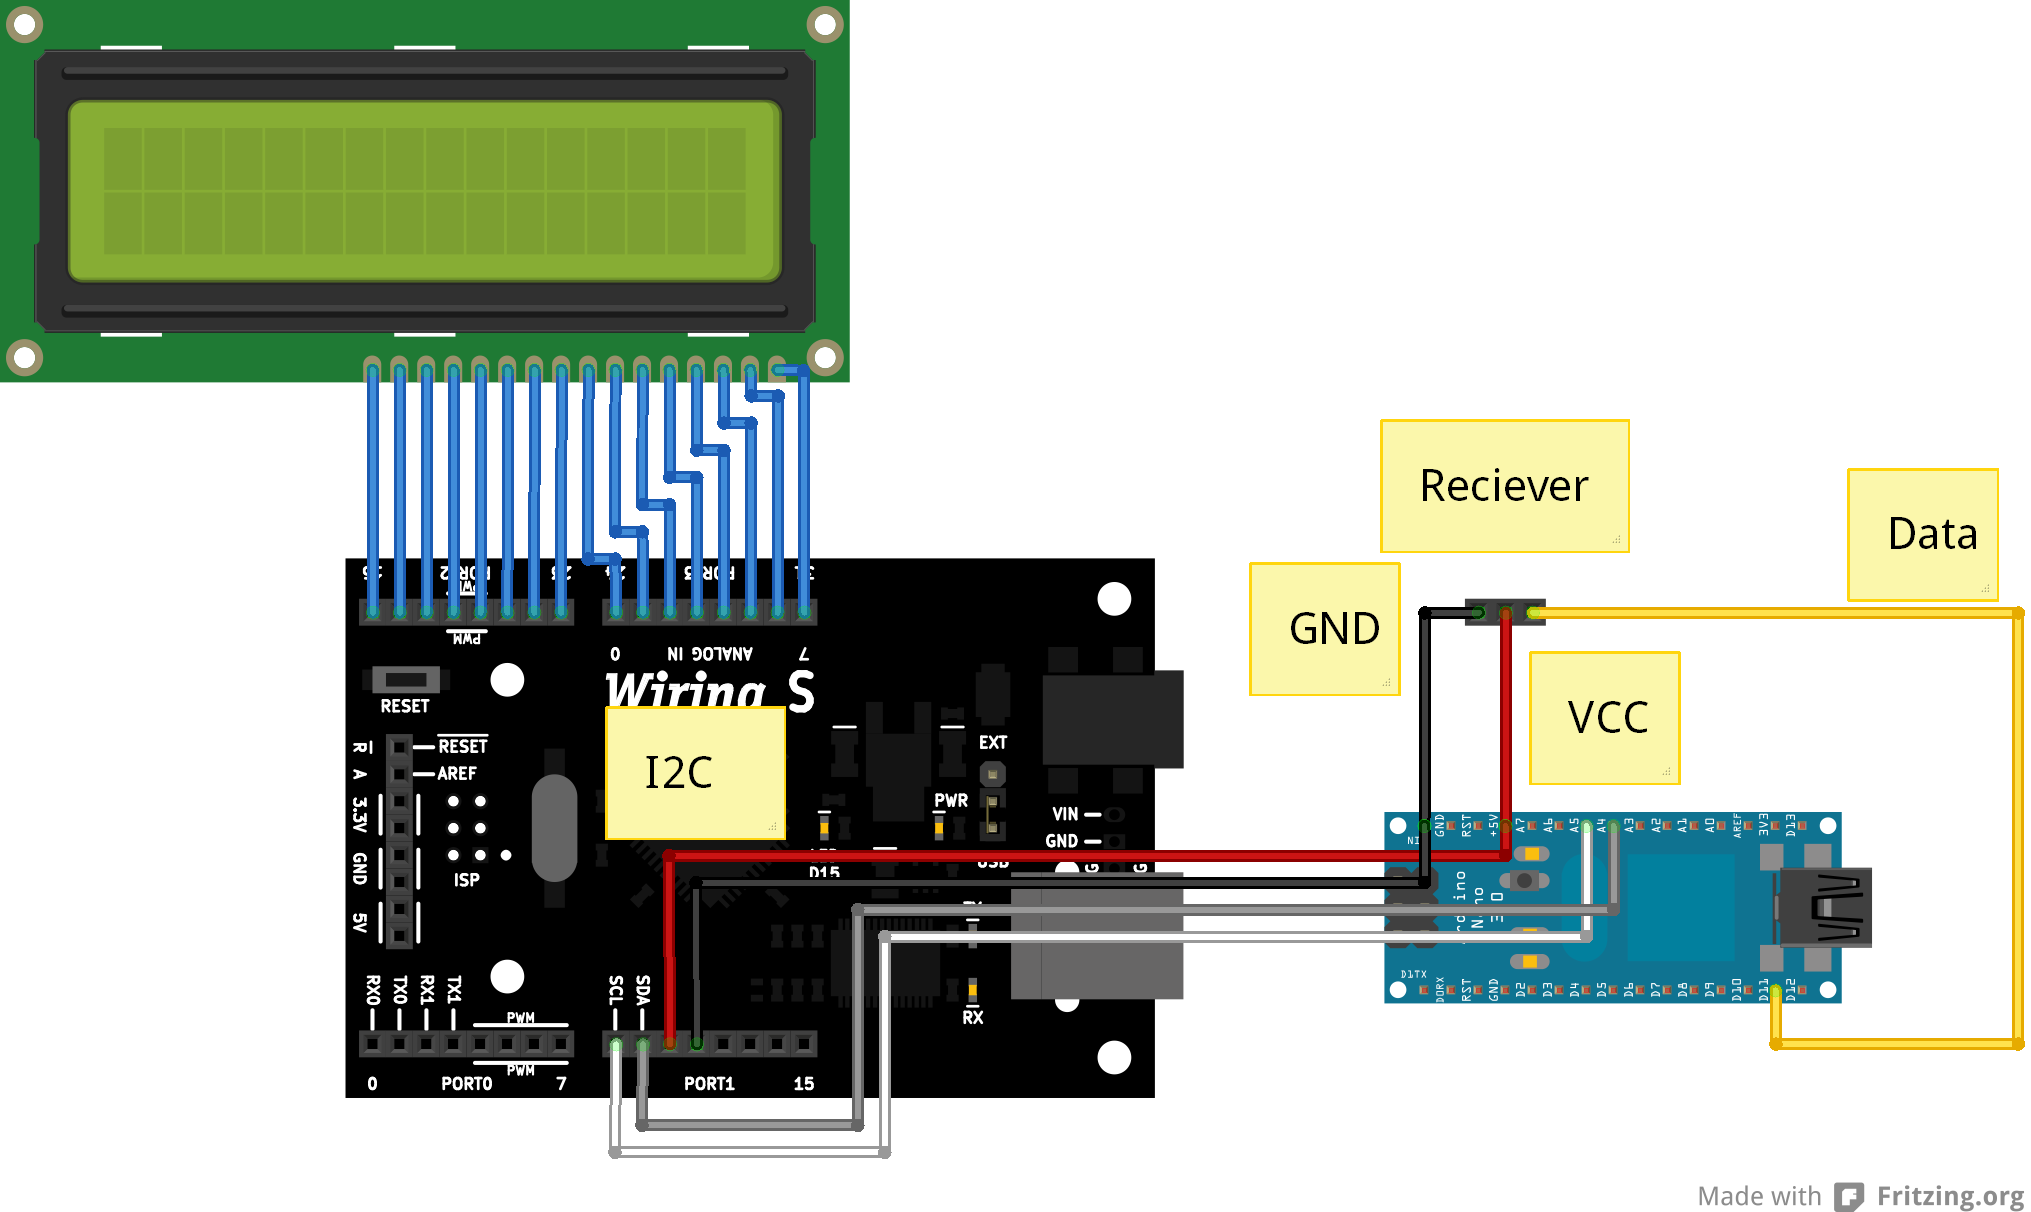 Reciever
Data
GND
VCC
I2C
0
ANALOG IN
7
PWM
Wiring S
RESET
RESET
AREF
R
A
3.3V
GND
5V
ISP
EXT
PWR
USB
VIN
GND
D15
RX
RX0
TX0
RX1
TX1
PWM
PWM
SCL
SDA
0
PORT0
7
PORT1
15
GND
RST
+5V
A7
A6
A5
A4
A3
A2
A1
A0
AREF
3V3
D13
D1TX
D0RX
RST
GND
D2
D3
D4
D5
D6
D7
D8
D9
D10
D11
D12
Made with Fritzing.org